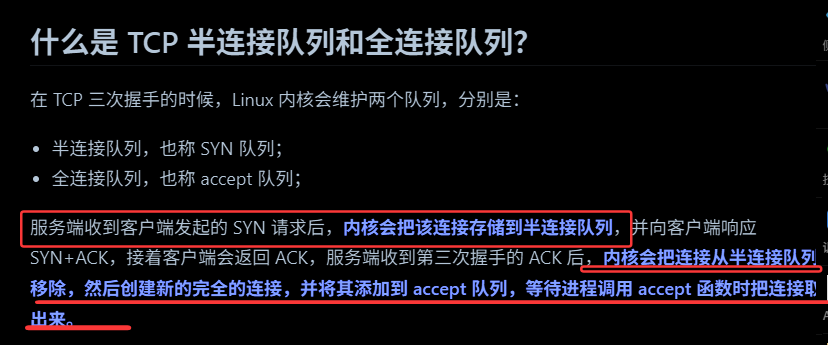 什么是 TCP 半连接队列和全连接队列?
在 TCP 三次握手的时候，Linux 内核会维护两个队列，分别是：
• 半连接队列，也称 SYN 队列；
• 全连接队列，也称 accept 队列；
服务端收到客户端发起的 SYN 请求后，内核会把该连接存储到半连接队列，并向客户端响应
SYN+ACK，接着客户端会返回 ACK，服务端收到第三次握手的 ACK 后，内核会把连接从半连接队列
移除，然后创建新的完全的连接，并将其添加到 accept 队列，等待进程调用 accept 函数时把连接取
出来。